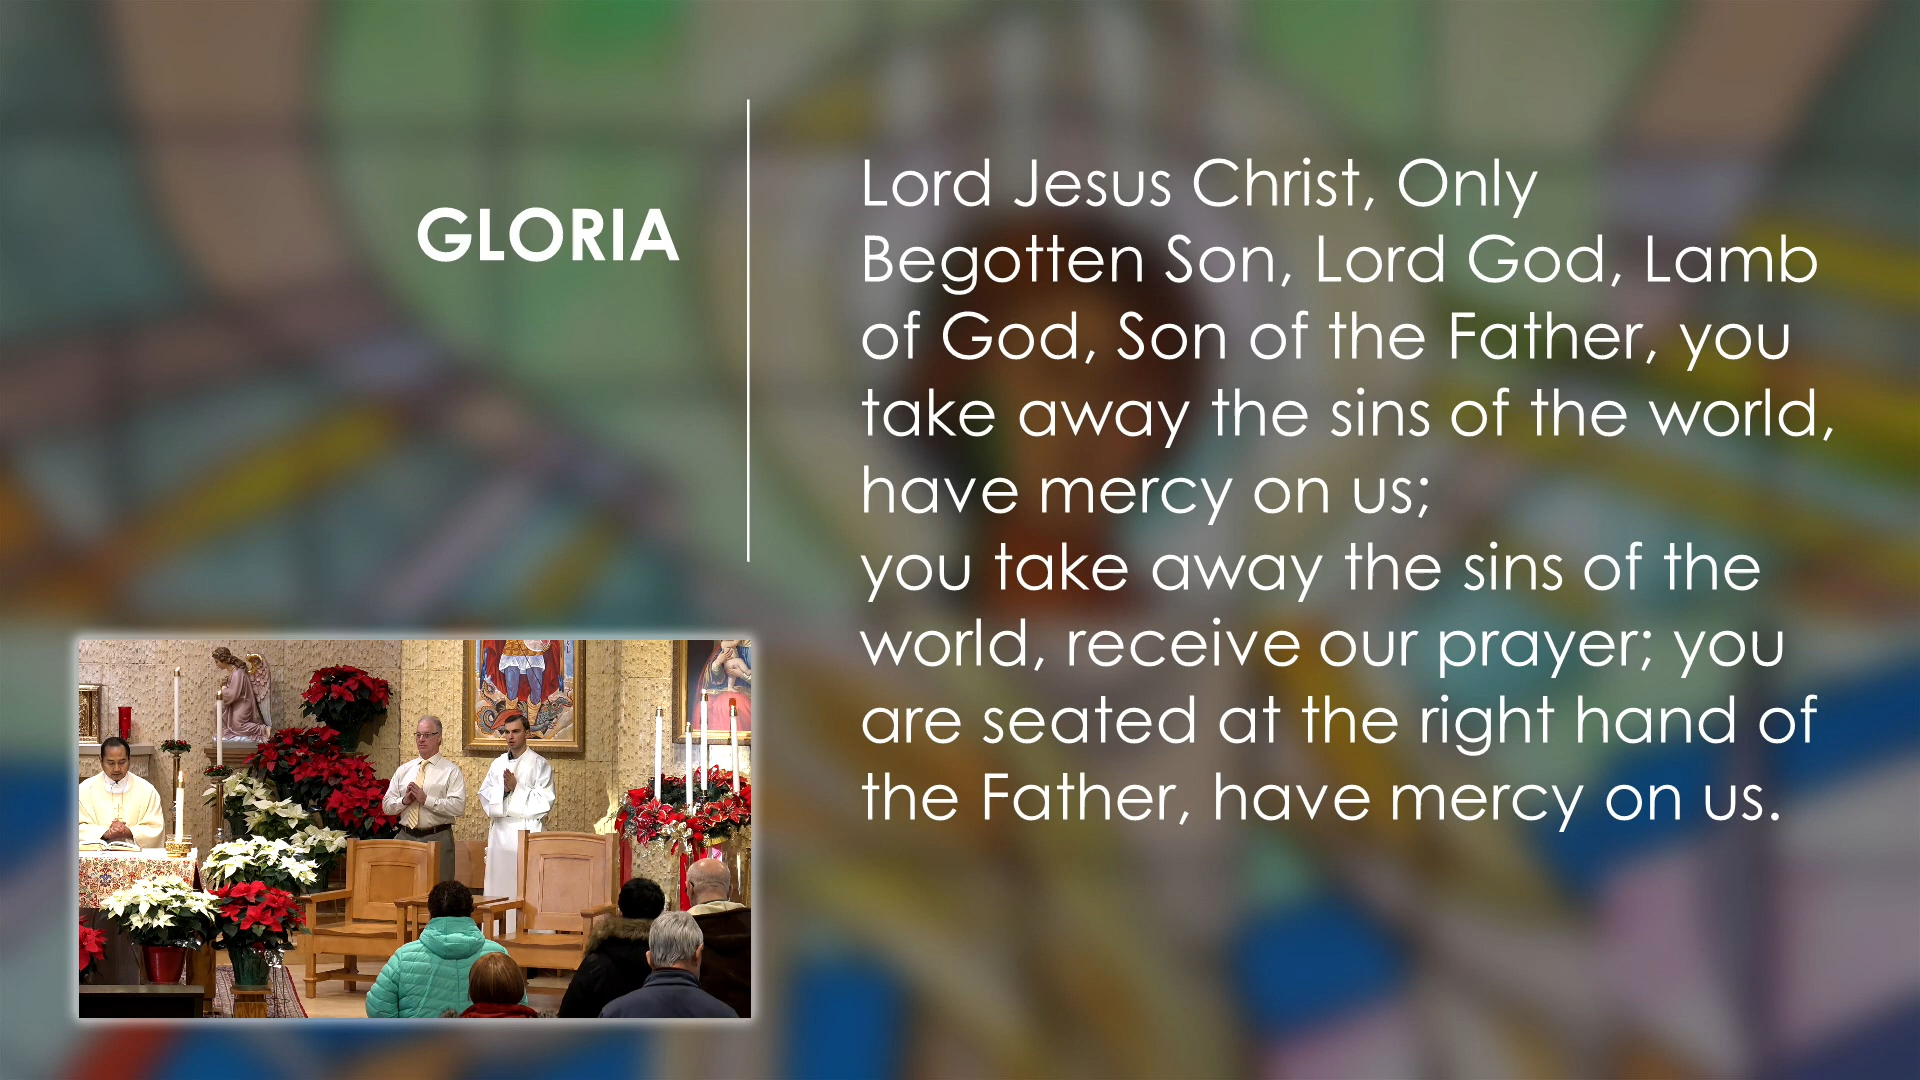 GLORIA
Lord Jesus Christ, Only
Begotten Son, Lord God, Lamb
of God, Son of the Father, you
take away the sins of the world,
have mercy on us;
you take away the sins of the
world, receive our prayer; you
are seated at the right hand of
the Father, have mercy on us.